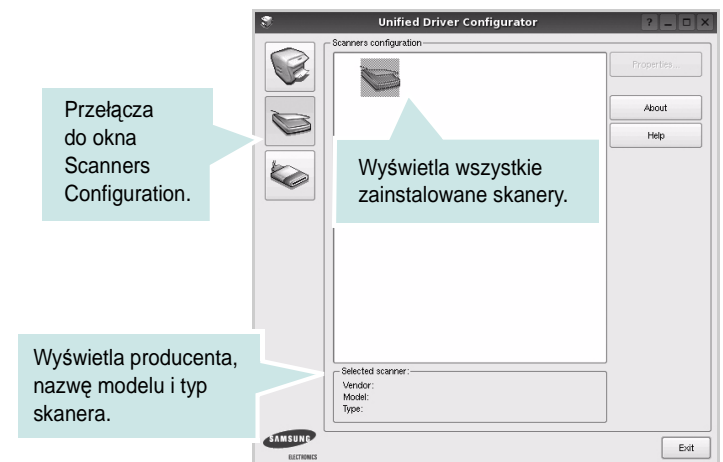 Unified Driver Configurator
Scanners configuration
Properties...
About
Help
Przełącza
do okna
Scanners
Configuration.
Wyświetla wszystkie
zainstalowane skanery.
Wyświetla producenta,
nazwę modelu i typ
skanera.
Selected scanner:
Vendor:
Model:
Type:
SAMSUNG
ELECTRONICS
Exit